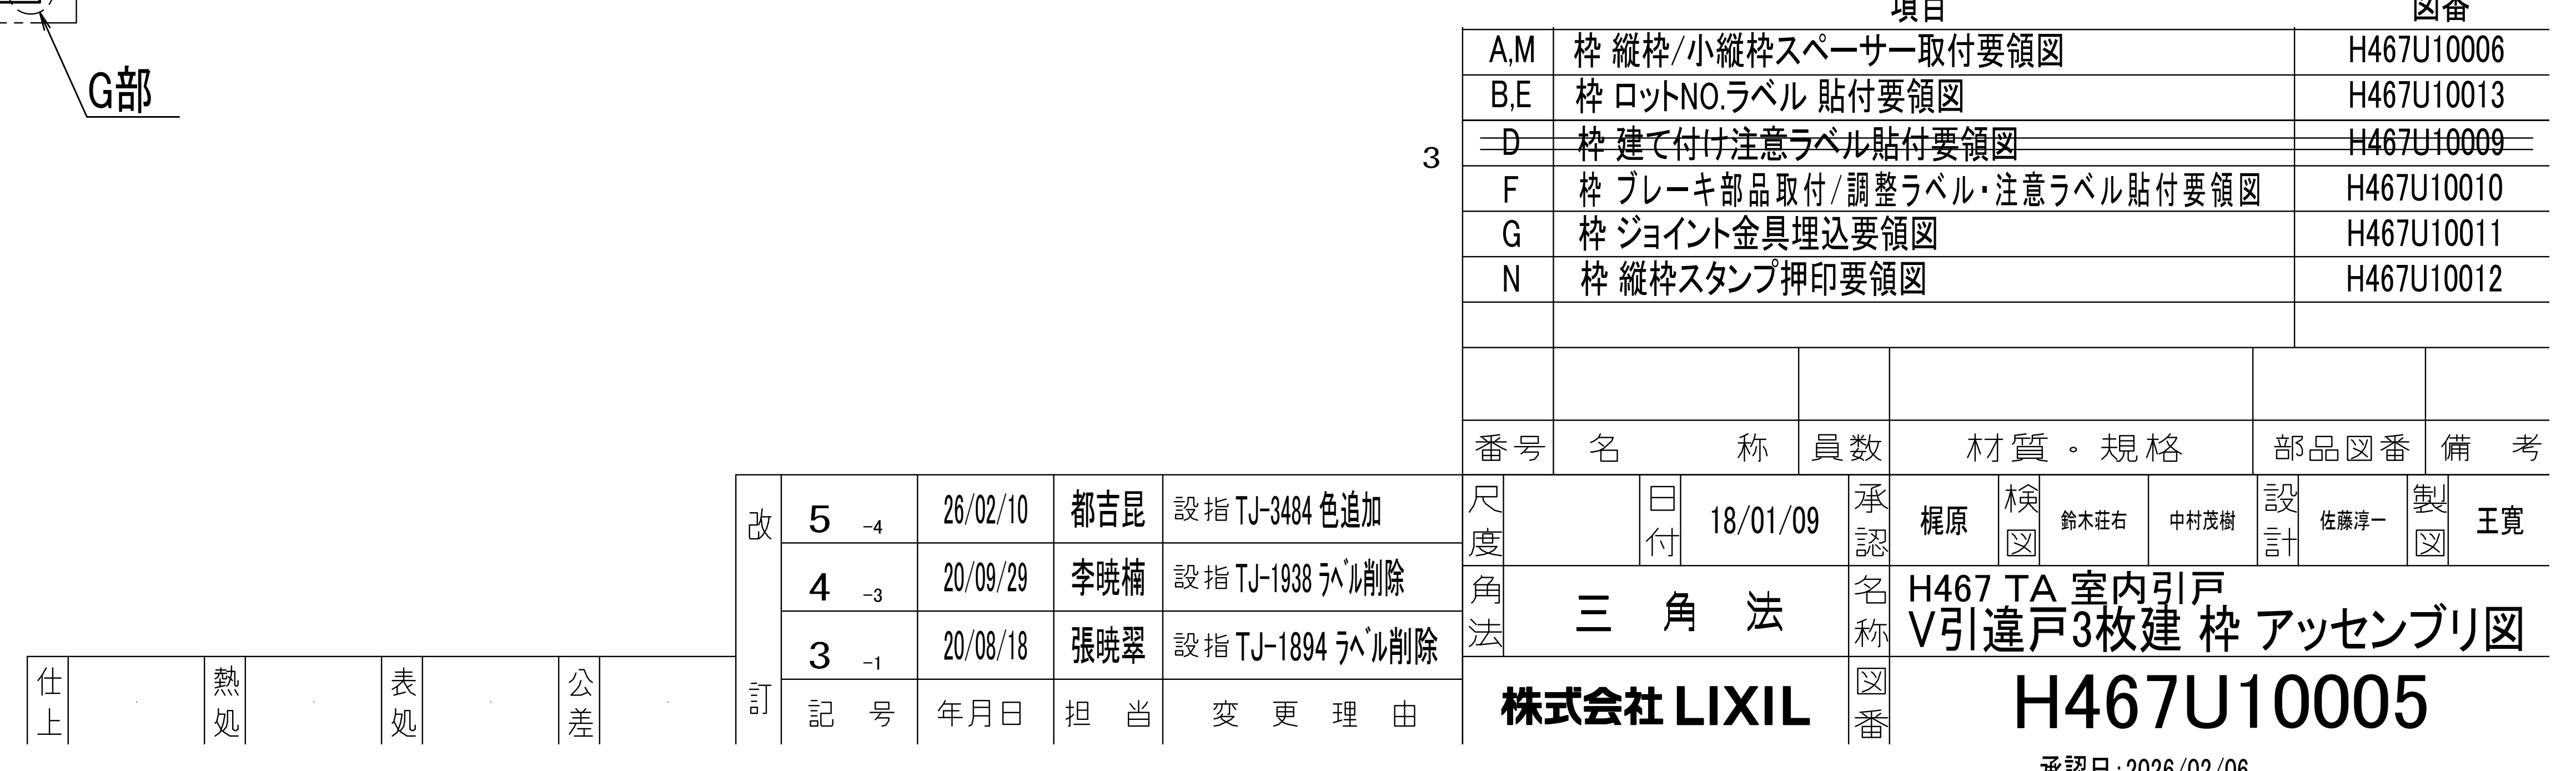 項目 図番
A,M 枠 縦枠/小縦枠スペーサー取付要領図 H467U10006
G部
B,E 枠 ロットNO.ラベル 貼付要領図 H467U10013
3 D 枠 建て付け注意ラベル貼付要領図 H467U10009
F 枠 ブレーキ部品取付/調整ラベル・注意ラベル貼付要領図 H467U10010
G 枠 ジョイント金具埋込要領図 H467U10011
N 枠 縦枠スタンプ押印要領図 H467U10012
番号 名称 員数 材質・規格 部品図番 備考
改訂
5 -4 26/02/10 都吉昆 設指 TJ-3484 色追加
4 -3 20/09/29 李暁楠 設指 TJ-1938 ラベル削除
3 -1 20/08/18 張暁翠 設指 TJ-1894 ラベル削除
記号 年月日 担当 変更理由
尺度 日付 18/01/09 承認 梶原 検図 鈴木荘右 中村茂樹 設計 佐藤淳一 製図 王寛
角法 三角法 名称 H467 TA 室内引戸
V引違戸3枚建 枠 アッセンブリ図
仕上 熱処 表処 公差
株式会社 LIXIL 図番 H467U10005
承認日:2026/02/06